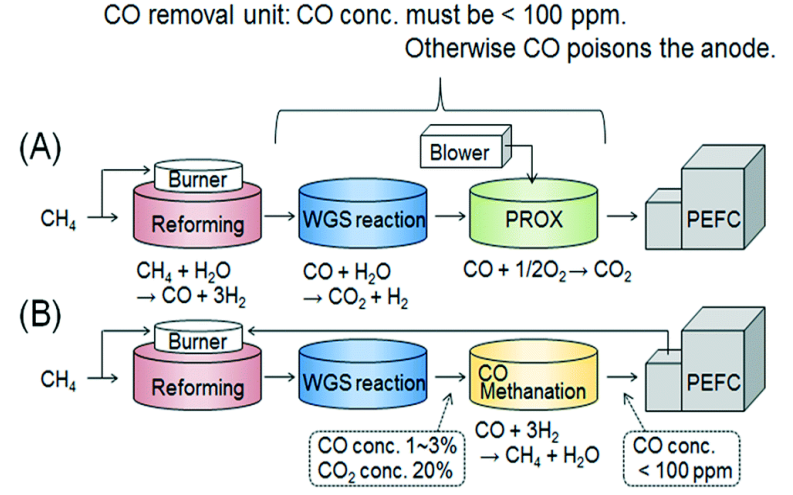 CO removal unit: CO conc. must be < 100 ppm.
Otherwise CO poisons the anode.
(A)
Blower
Burner
CH₄
Reforming
WGS reaction
PROX
PEFC
CH₄ + H₂O
→ CO + 3H₂
CO + H₂O
→ CO₂ + H₂
CO + 1/2O₂→ CO₂
(B)
Burner
CH₄
Reforming
WGS reaction
CO
Methanation
PEFC
CO conc. 1~3%
CO₂ conc. 20%
CO + 3H₂
→ CH₄ + H₂O
CO conc.
< 100 ppm